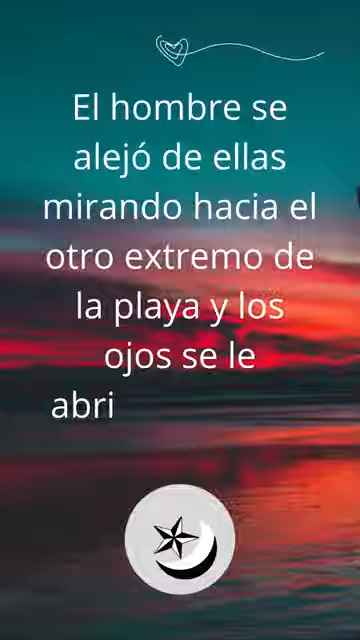 El hombre se
alejó de ellas
mirando hacia el
otro extremo de
la playa y los
ojos se le
abri